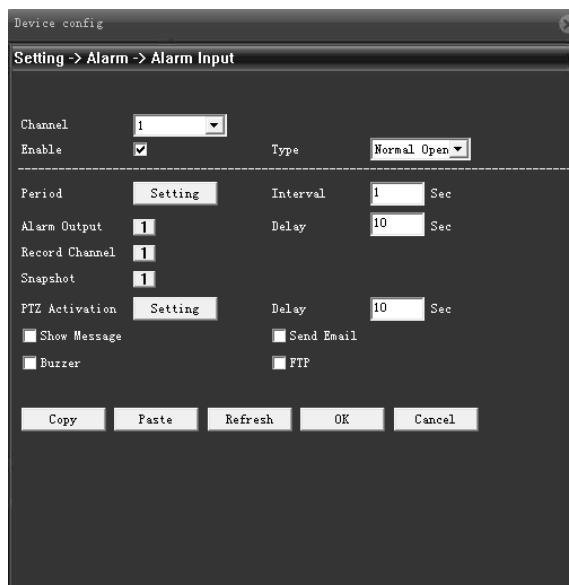 Device config
Setting -> Alarm -> Alarm Input
Channel 1
Enable Type Normal Open
Period Setting Interval 1 Sec
Alarm Output 1 Delay 10 Sec
Record Channel 1
Snapshot 1
PTZ Activation Setting Delay 10 Sec
Show Message Send Email
Buzzer FTP
Copy Paste Refresh OK Cancel